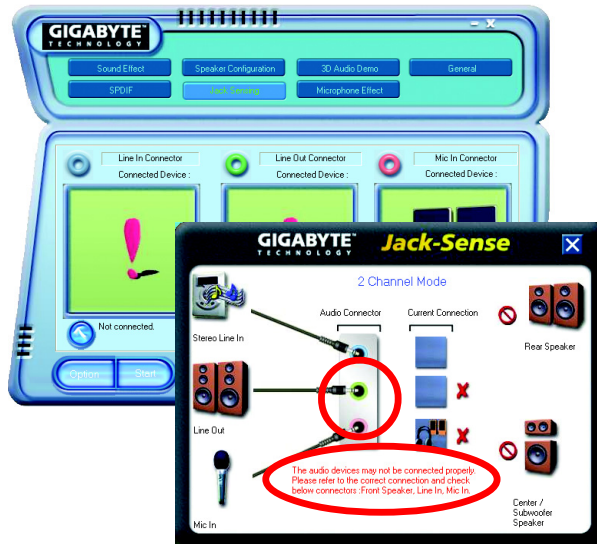 GIGABYTE™
TECHNOLOGY
Sound Effect
Speaker Configuration
3D Audio Demo
General
SPDIF
Jack Sensing
Microphone Effect
Line In Connector
Line Out Connector
Mic In Connector
Connected Device :
Connected Device :
Connected Device :
Not connected.
Option
Start
GIGABYTE™
TECHNOLOGY
Jack-Sense
2 Channel Mode
Audio Connector
Current Connection
Stereo Line In
Rear Speaker
Line Out
The audio devices may not be connected properly.
Please refer to the correct connection and check
below connectors :Front Speaker, Line In, Mic In.
Mic In
Center /
Subwoofer
Speaker